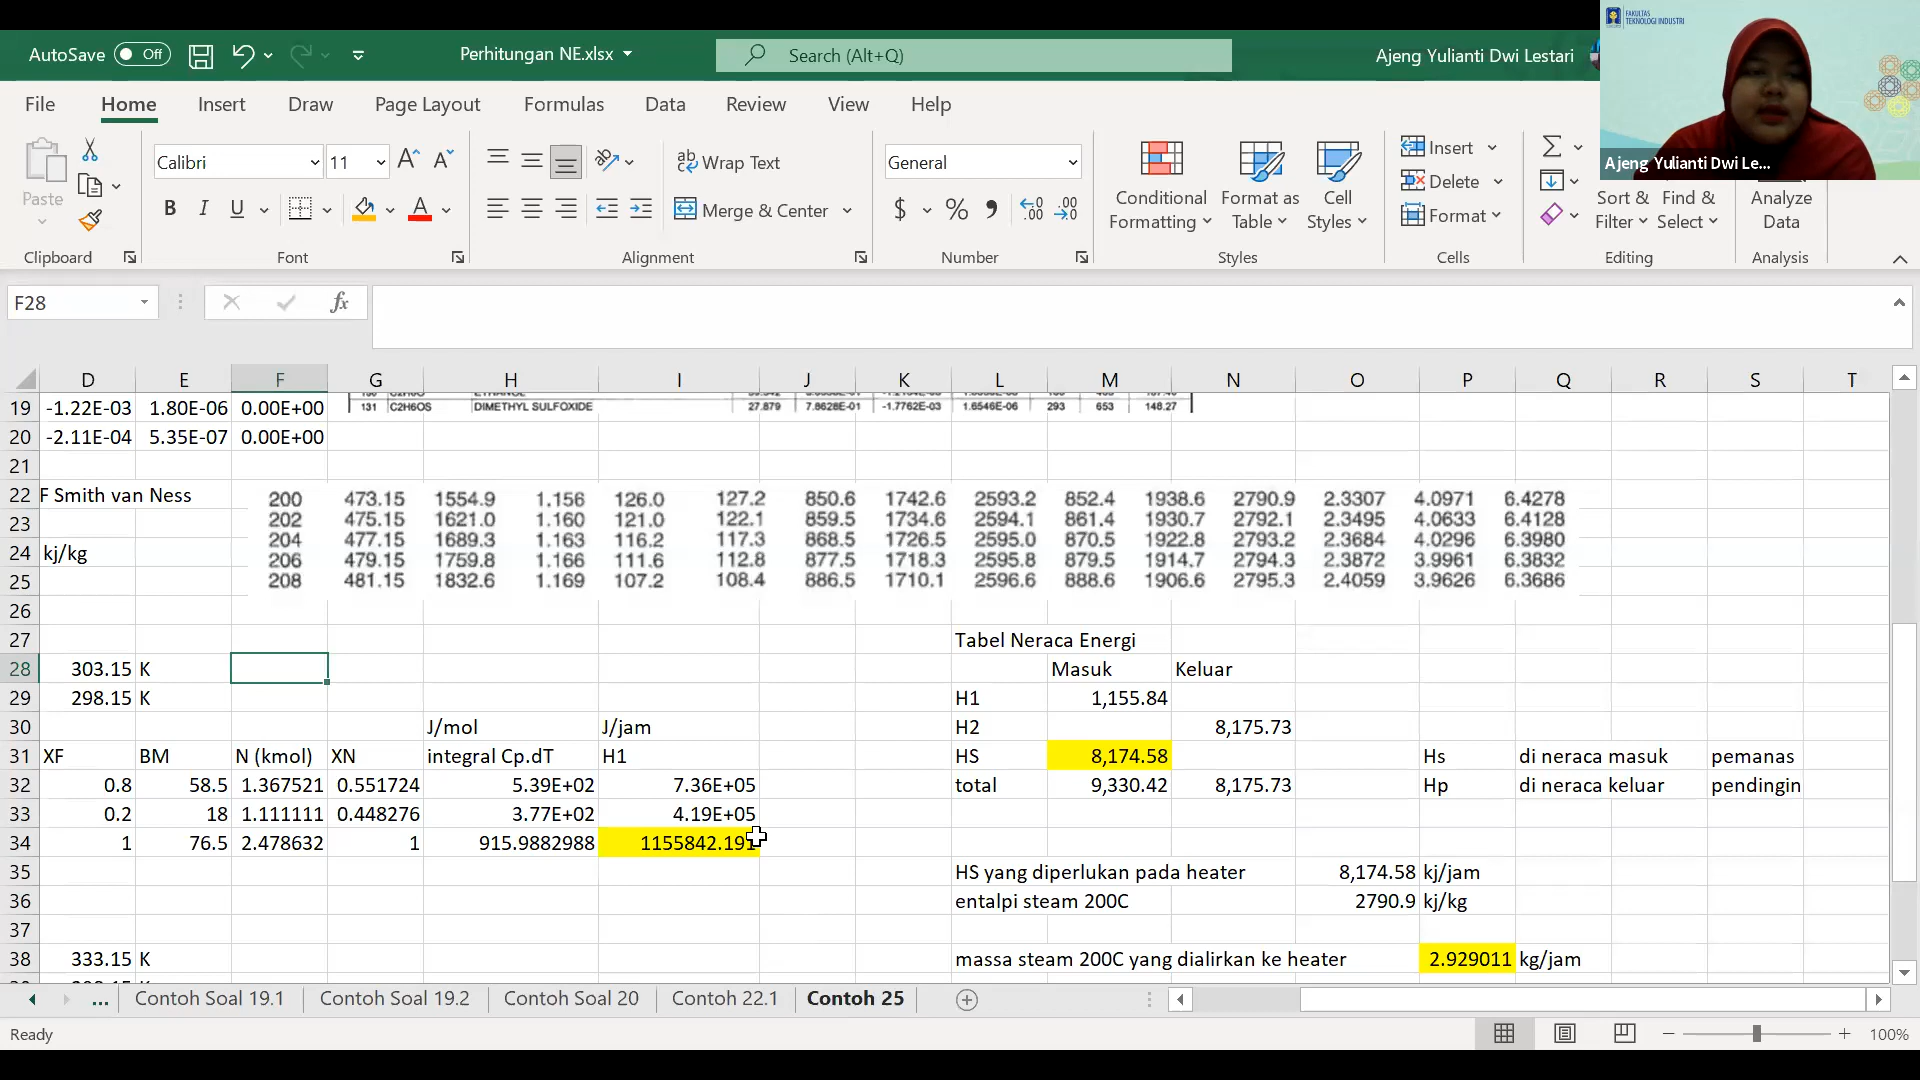 FAKULTAS
TEKNOLOGI INDUSTRI
AutoSave Off Perhitungan NE.xlsx Search (Alt+Q) Ajeng Yulianti Dwi Lestari
File Home Insert Draw Page Layout Formulas Data Review View Help
Ajeng Yulianti Dwi Le...
Paste
Clipboard
Calibri 11
B I U
Font
Wrap Text
Merge & Center
Alignment
General
$ % 9 .00 .00
Number
Conditional Formatting
Format as Table
Cell Styles
Styles
Insert
Delete
Format
Cells
Sort & Filter
Find & Select
Editing
Analyze Data
Analysis
F28 fx
D E F G H I J K L M N O P Q R S T
19 -1.22E-03 1.80E-06 0.00E+00 131 C2H6OS DIMETHYL SULFOXIDE 27.879 7.8628E-01 -1.7762E-03 1.6546E-06 293 653 148.27
20 -2.11E-04 5.35E-07 0.00E+00
21
22 F Smith van Ness 200 473.15 1554.9 1.156 126.0 127.2 850.6 1742.6 2593.2 852.4 1938.6 2790.9 2.3307 4.0971 6.4278
23 202 475.15 1621.0 1.160 121.0 122.1 859.5 1734.6 2594.1 861.4 1930.7 2792.1 2.3495 4.0633 6.4128
204 477.15 1689.3 1.163 116.2 117.3 868.5 1726.5 2595.0 870.5 1922.8 2793.2 2.3684 4.0296 6.3980
24 kj/kg 206 479.15 1759.8 1.166 111.6 112.8 877.5 1718.3 2595.8 879.5 1914.7 2794.3 2.3872 3.9961 6.3832
25 208 481.15 1832.6 1.169 107.2 108.4 886.5 1710.1 2596.6 888.6 1906.6 2795.3 2.4059 3.9626 6.3686
26
27 Tabel Neraca Energi
28 303.15 K Masuk Keluar
29 298.15 K H1 1,155.84
30 J/mol J/jam H2 8,175.73
31 XF BM N (kmol) XN integral Cp.dT H1 HS 8,174.58 Hs di neraca masuk pemanas
32 0.8 58.5 1.367521 0.551724 5.39E+02 7.36E+05 total 9,330.42 8,175.73 Hp di neraca keluar pendingin
33 0.2 18 1.111111 0.448276 3.77E+02 4.19E+05
34 1 76.5 2.478632 1 915.9882988 1155842.191
35 HS yang diperlukan pada heater 8,174.58 kj/jam
36 entalpi steam 200C 2790.9 kj/kg
37
38 333.15 K massa steam 200C yang dialirkan ke heater 2.929011 kg/jam
... Contoh Soal 19.1 Contoh Soal 19.2 Contoh Soal 20 Contoh 22.1 Contoh 25
Ready 100%